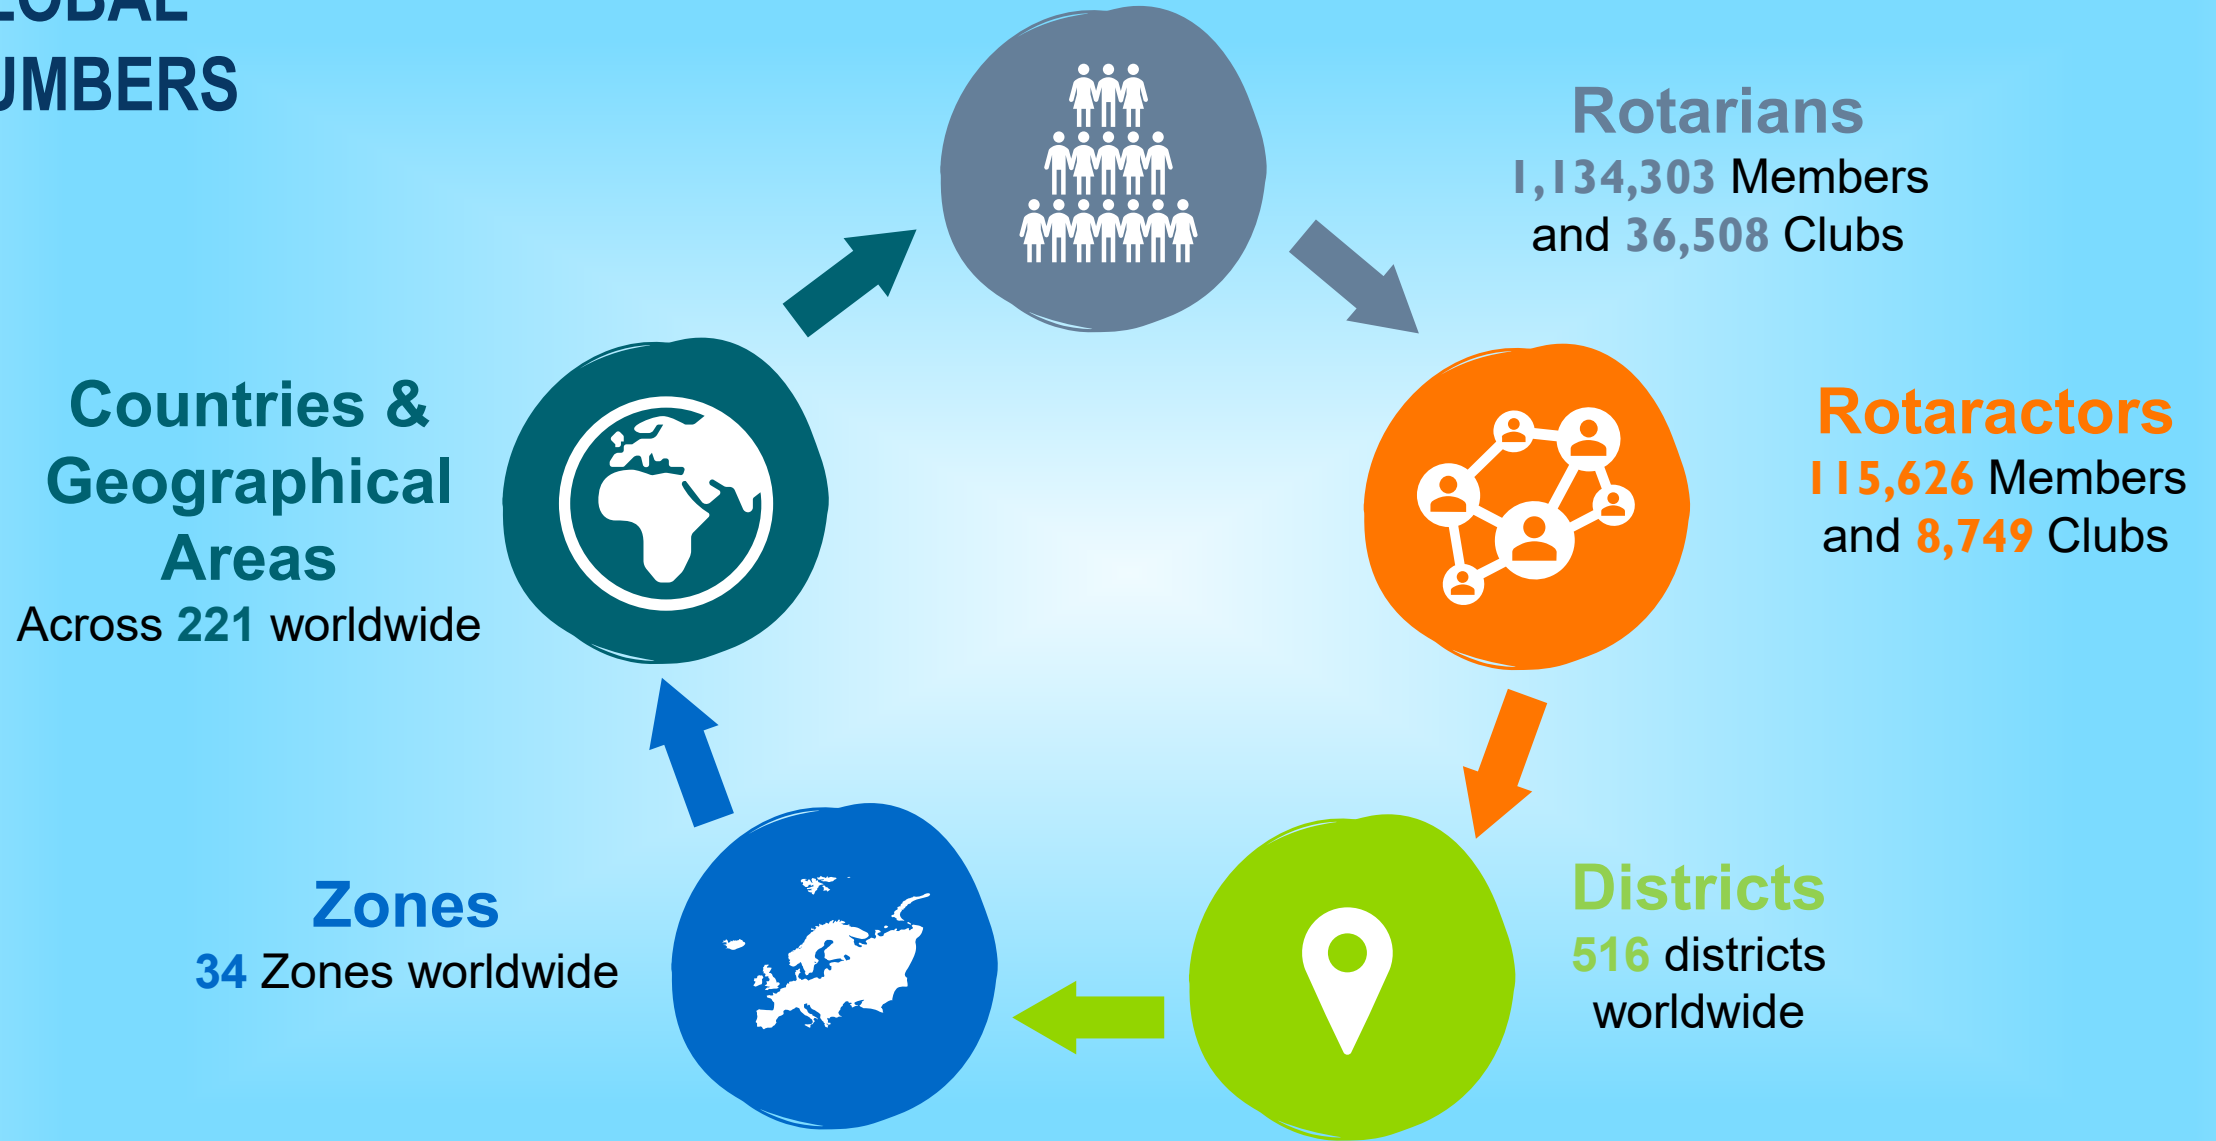 LOBAL
UMBERS
Rotarians
1,134,303 Members
and 36,508 Clubs
Rotaractors
115,626 Members
and 8,749 Clubs
Districts
516 districts
worldwide
Zones
34 Zones worldwide
Countries &
Geographical
Areas
Across 221 worldwide